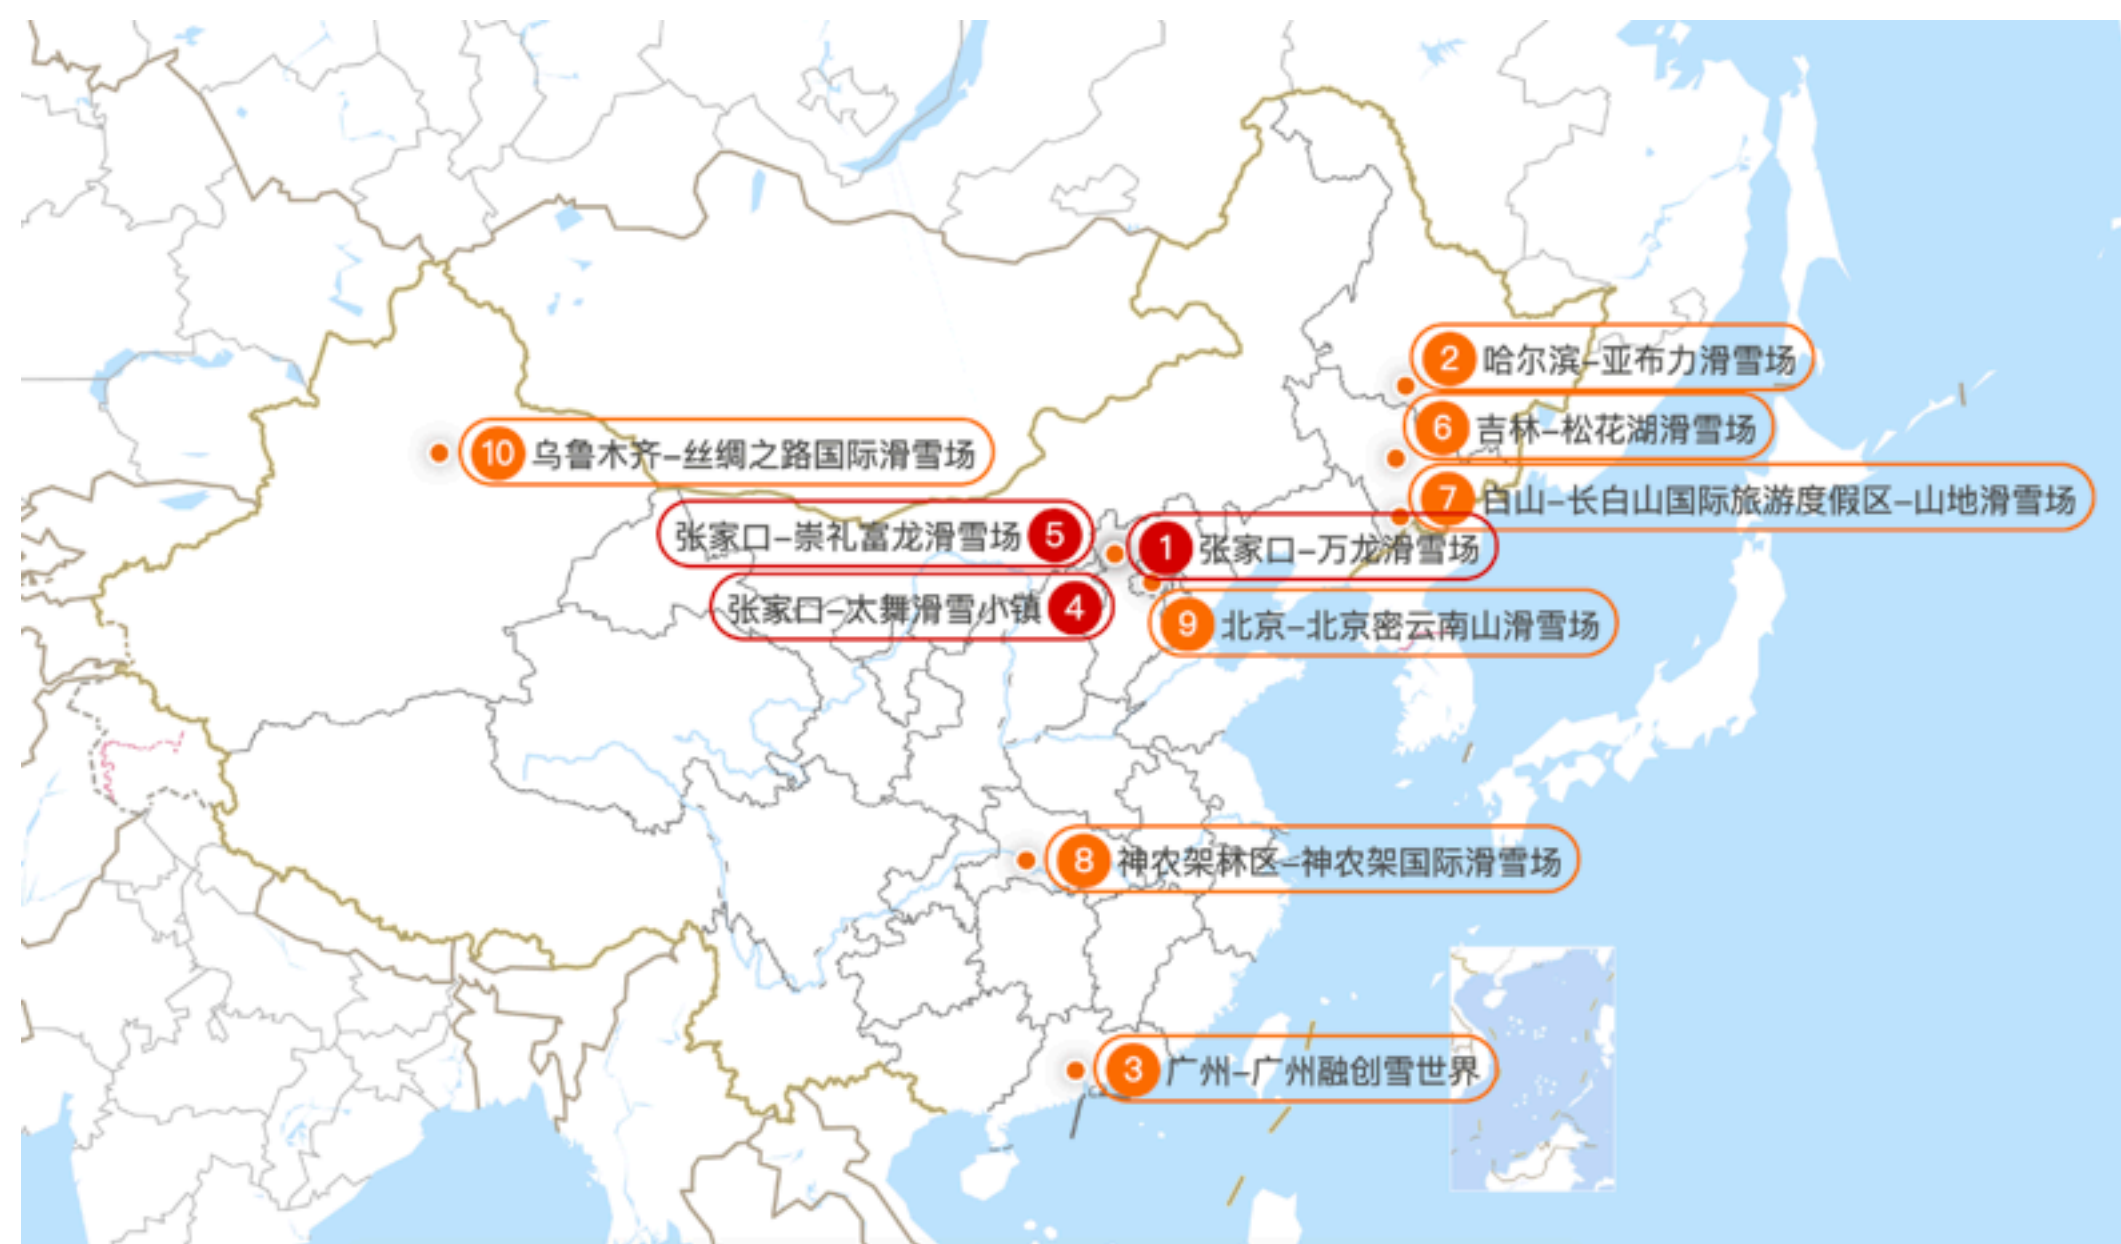 2 哈尔滨-亚布力滑雪场
6 吉林-松花湖滑雪场
10 乌鲁木齐-丝绸之路国际滑雪场
7 白山-长白山国际旅游度假区-山地滑雪场
张家口-崇礼富龙滑雪场 5
1 张家口-万龙滑雪场
张家口-太舞滑雪小镇 4
9 北京-北京密云南山滑雪场
8 神农架林区-神农架国际滑雪场
3 广州-广州融创雪世界